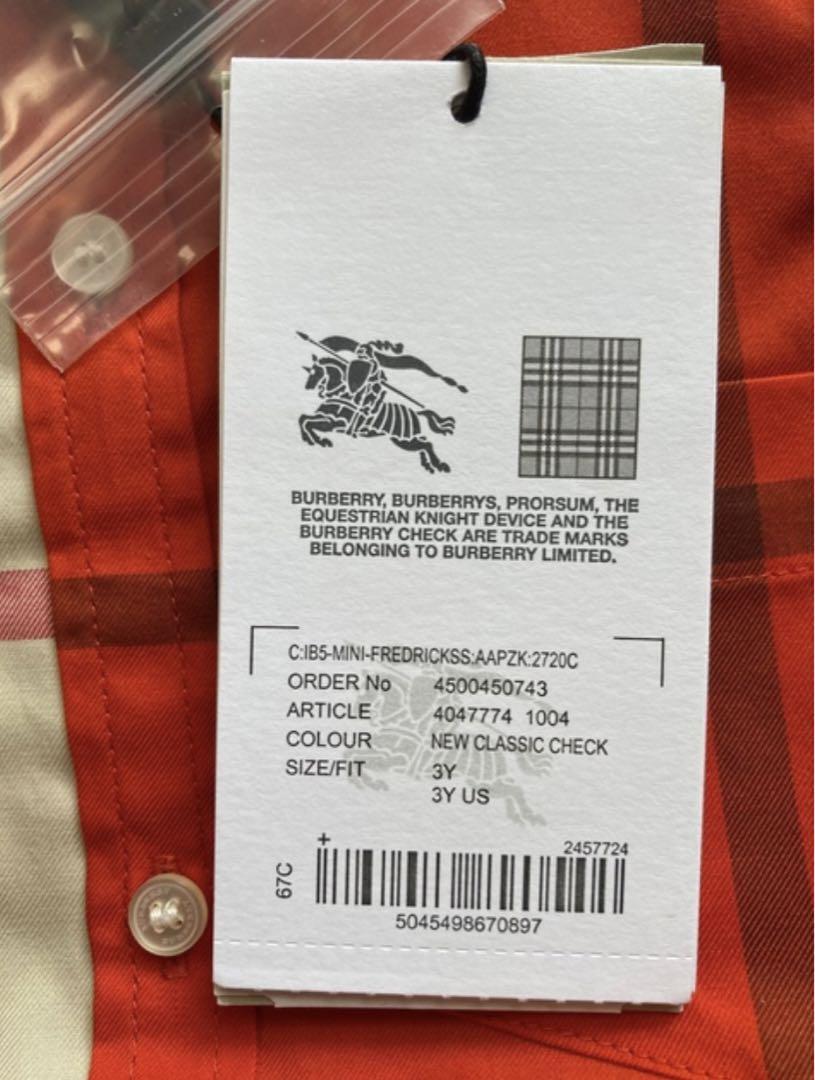 BURBERRY, BURBERRYS, PRORSUM, THE
EQUESTRIAN KNIGHT DEVICE AND THE
BURBERRY CHECK ARE TRADE MARKS
BELONGING TO BURBERRY LIMITED.
C:IB5-MINI-FREDRICKSS:AAPZK:2720C
ORDER No 4500450743
ARTICLE 4047774 1004
COLOUR NEW CLASSIC CHECK
SIZE/FIT 3Y
3Y US
+
2457724
67C
5045498670897